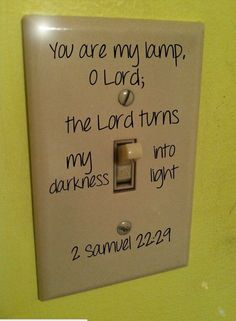 You are my lamp,
O Lord;
the Lord turns
my darkness into light
2 Samuel 22:29